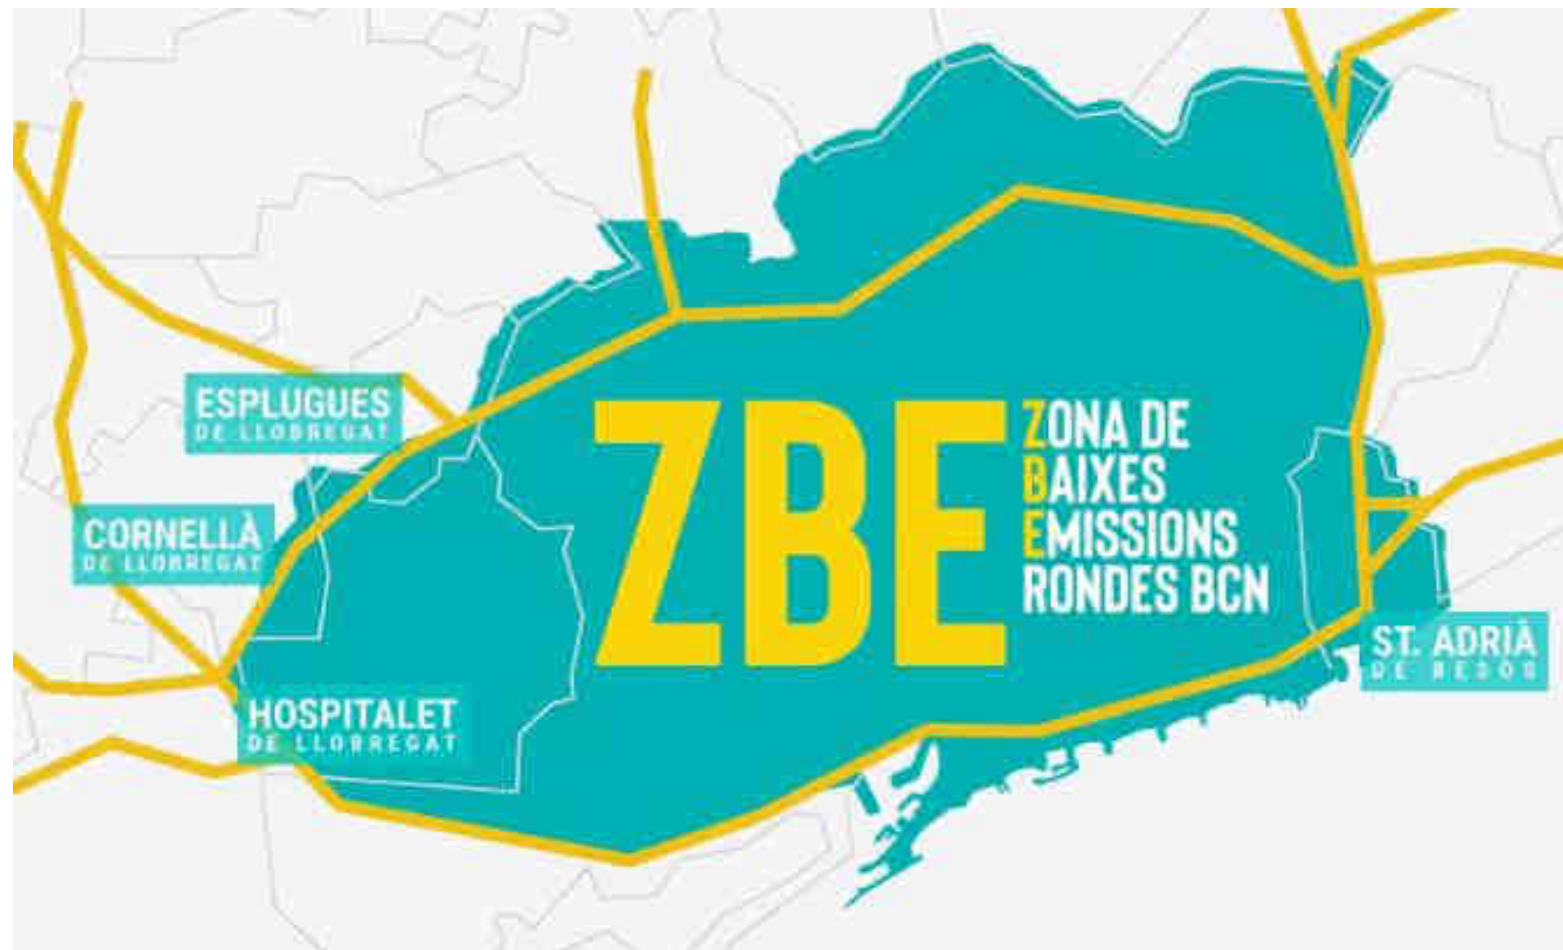 ESPLUGUES
DE LLOBREGAT
CORNELLÀ
DE LLOBREGAT
HOSPITALET
DE LLOBREGAT
ZBE
ZONA DE
BAIXES
EMISSIONS
RONDES BCN
ST. ADRIÀ
DE BESÒS